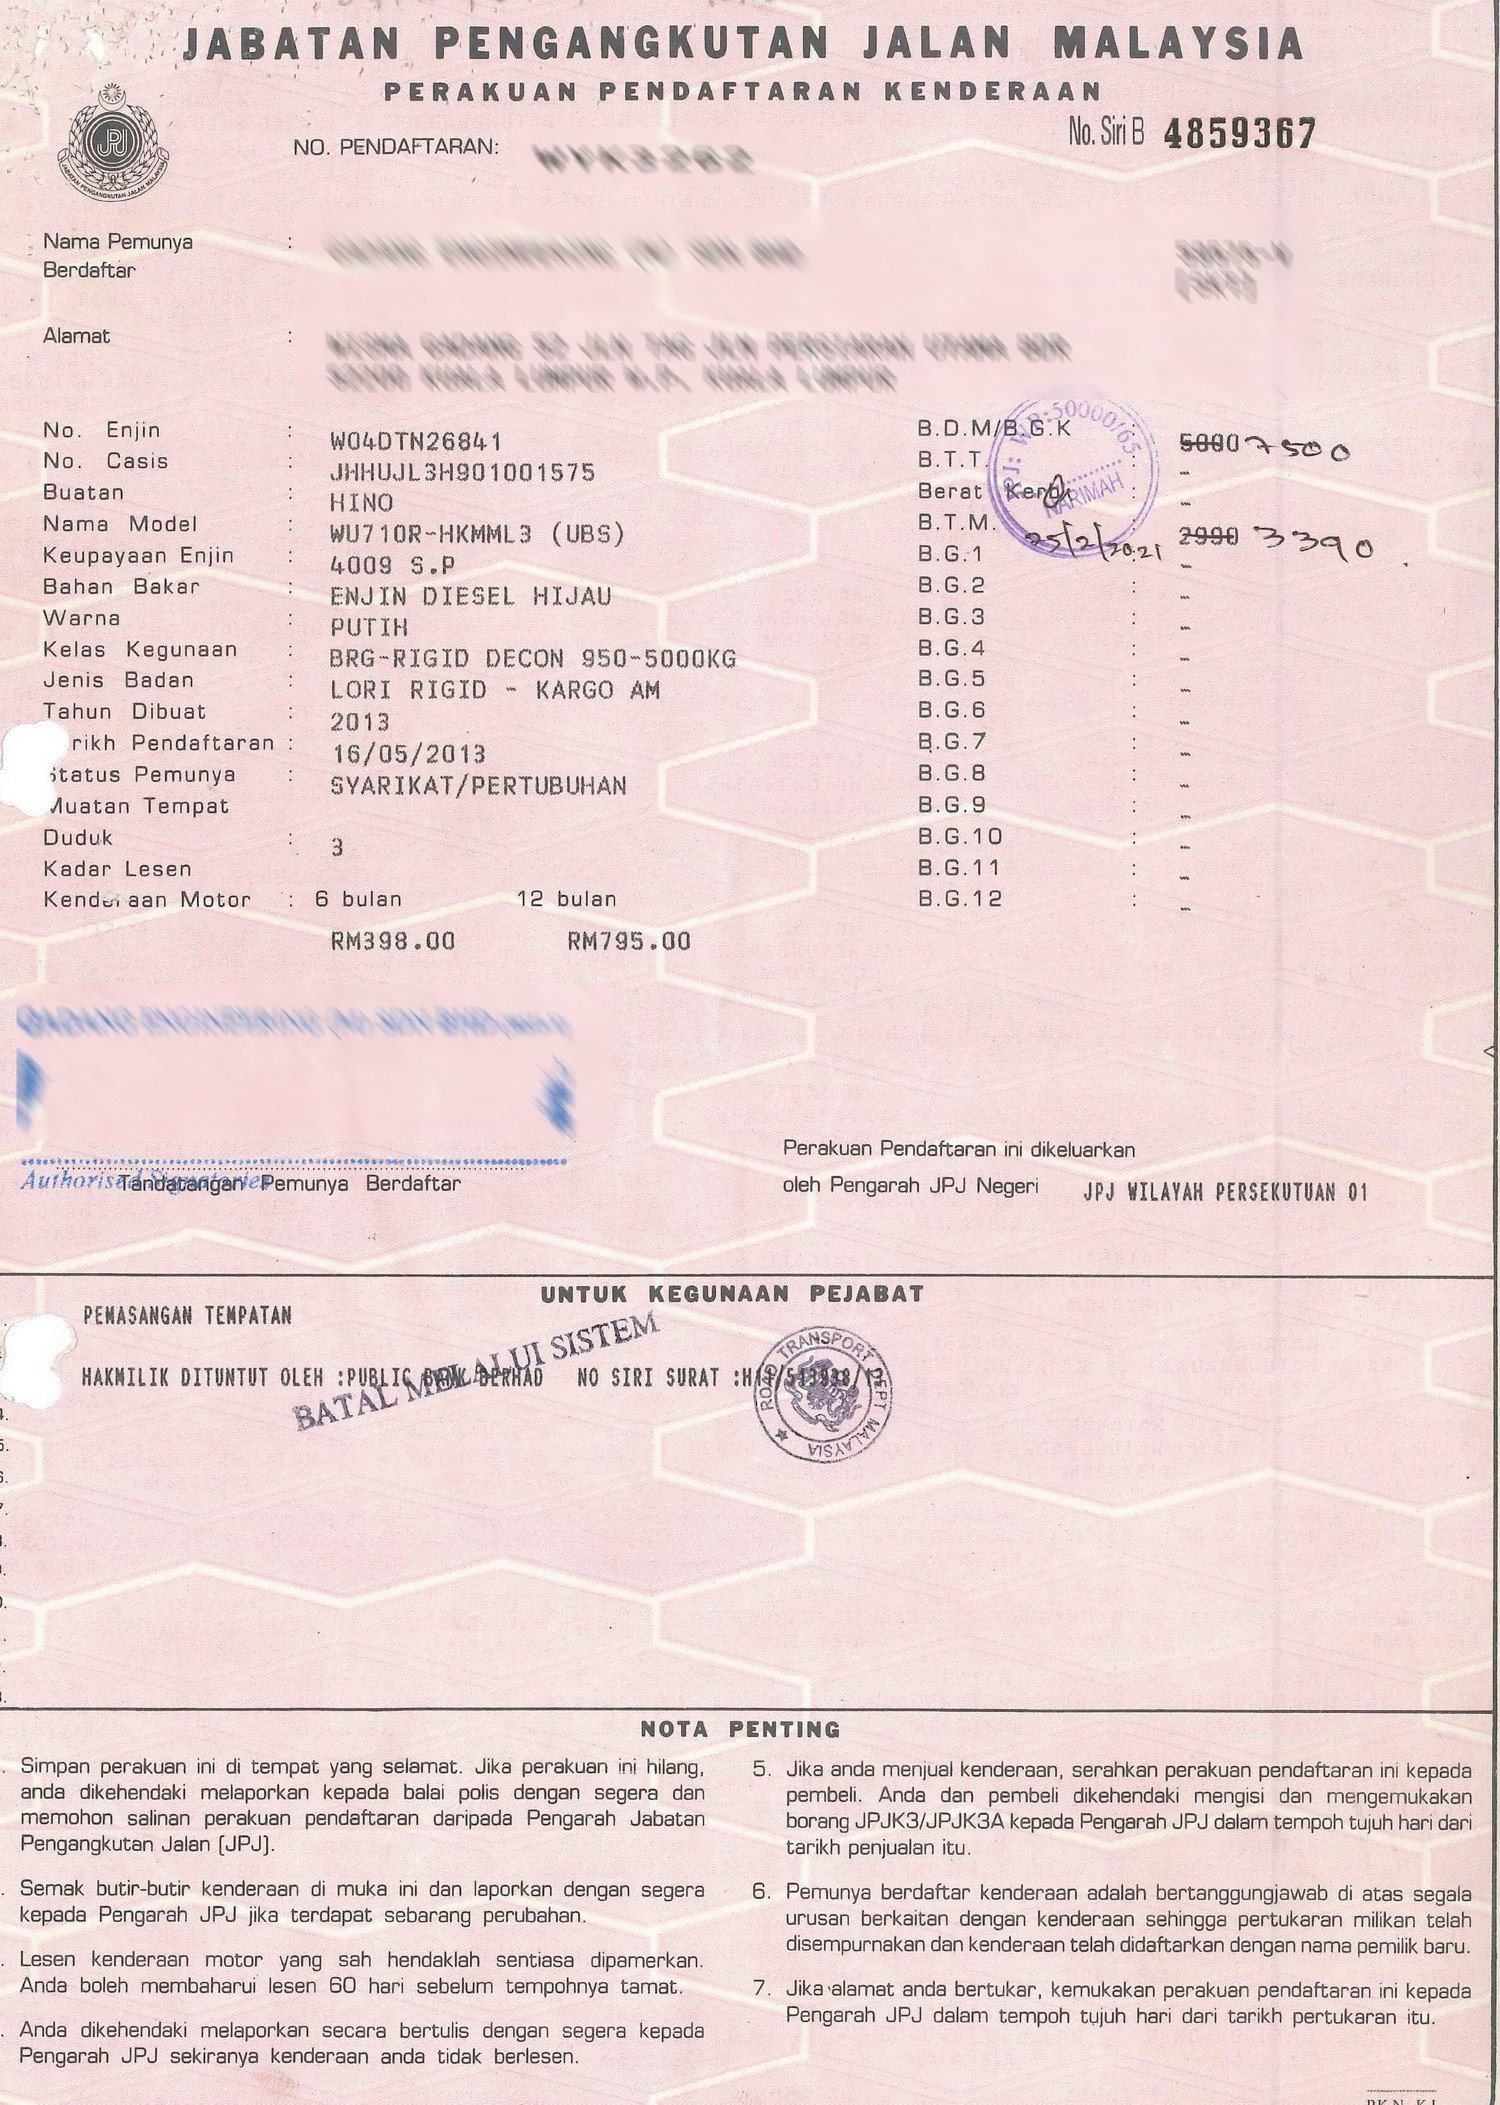 JABATAN PENGANGKUTAN JALAN MALAYSIA
PERAKUAN PENDAFTARAN KENDERAAN
No. Siri B 4859367
JPJ
JABATAN PENGANGKUTAN JALAN MALAYSIA
NO. PENDAFTARAN:
Nama Pemunya :
Berdaftar
Alamat :
No. Enjin : W04DTN26841
No. Casis : JHHUJL3H901001575
Buatan : HINO
Nama Model : WU710R-HKMML3 (UBS)
Keupayaan Enjin : 4009 S.P
Bahan Bakar : ENJIN DIESEL HIJAU
Warna : PUTIH
Kelas Kegunaan : BRG-RIGID DECON 950-5000KG
Jenis Badan : LORI RIGID - KARGO AM
Tahun Dibuat : 2013
rikh Pendaftaran : 16/05/2013
Status Pemunya : SYARIKAT/PERTUBUHAN
Muatan Tempat
Duduk : 3
Kadar Lesen
Kenderaan Motor : 6 bulan 12 bulan
RM398.00 RM795.00
B.D.M/B.G.K : 5000 7500
B.T.T. : -
Berat Kerb : -
B.T.M. : 2990 3390
B.G.1 -
B.G.2 : -
B.G.3 : -
B.G.4 : -
B.G.5 : -
B.G.6 : -
B.G.7 : -
B.G.8 : -
B.G.9 : -
B.G.10 : -
B.G.11 : -
B.G.12 : -
JPJ: WP:50000/65
NARIMAH
25/2/2021
Authorised Signatories
Tandatangan Pemunya Berdaftar
Perakuan Pendaftaran ini dikeluarkan
oleh Pengarah JPJ Negeri JPJ WILAYAH PERSEKUTUAN 01
UNTUK KEGUNAAN PEJABAT
PEMASANGAN TEMPATAN
HAKMILIK DITUNTUT OLEH :PUBLIC BANK BERHAD NO SIRI SURAT
BATAL MELALUI SISTEM
ROAD TRANSPORT DEPT MALAYSIA
NOTA PENTING
. Simpan perakuan ini di tempat yang selamat. Jika perakuan ini hilang,
anda dikehendaki melaporkan kepada balai polis dengan segera dan
memohon salinan perakuan pendaftaran daripada Pengarah Jabatan
Pengangkutan Jalan (JPJ).
. Semak butir-butir kenderaan di muka ini dan laporkan dengan segera
kepada Pengarah JPJ jika terdapat sebarang perubahan.
. Lesen kenderaan motor yang sah hendaklah sentiasa dipamerkan.
Anda boleh membaharui lesen 60 hari sebelum tempohnya tamat.
. Anda dikehendaki melaporkan secara bertulis dengan segera kepada
Pengarah JPJ sekiranya kenderaan anda tidak berlesen.
5. Jika anda menjual kenderaan, serahkan perakuan pendaftaran ini kepada
pembeli. Anda dan pembeli dikehendaki mengisi dan mengemukakan
borang JPJK3/JPJK3A kepada Pengarah JPJ dalam tempoh tujuh hari dari
tarikh penjualan itu.
6. Pemunya berdaftar kenderaan adalah bertanggungjawab di atas segala
urusan berkaitan dengan kenderaan sehingga pertukaran milikan telah
disempurnakan dan kenderaan telah didaftarkan dengan nama pemilik baru.
7. Jika alamat anda bertukar, kemukakan perakuan pendaftaran ini kepada
Pengarah JPJ dalam tempoh tujuh hari dari tarikh pertukaran itu.